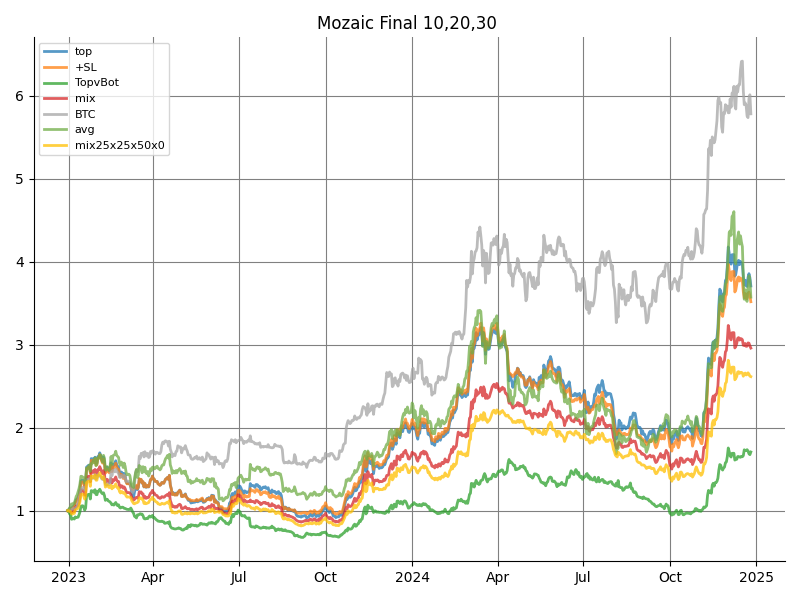 Mozaic Final 10,20,30
top
+SL
TopvBot
mix
BTC
avg
mix25x25x50x0
6
5
4
3
2
1
2023
Apr
Jul
Oct
2024
Apr
Jul
Oct
2025